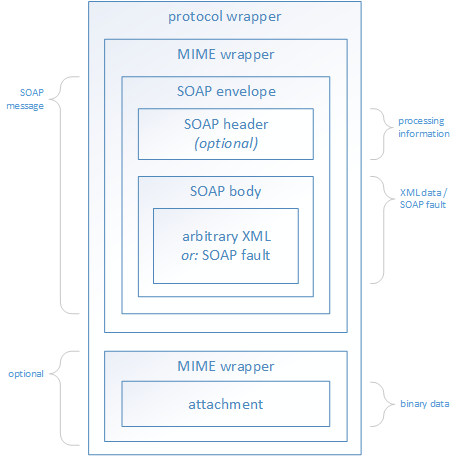 protocol wrapper
MIME wrapper
SOAP envelope
SOAP
message
SOAP header
(optional)
processing
information
SOAP body
XML data /
SOAP fault
arbitrary XML
or: SOAP fault
MIME wrapper
optional
attachment
binary data